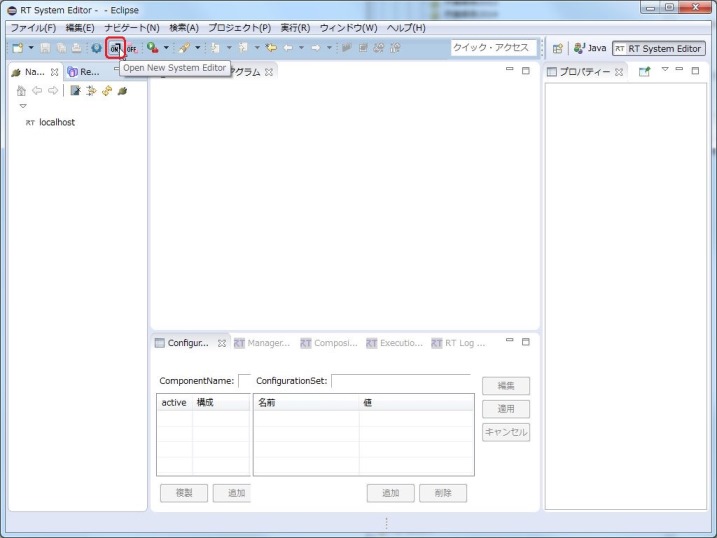 RT System Editor - - Eclipse
ファイル(F) 編集(E) ナビゲート(N) 検索(A) プロジェクト(P) 実行(R) ウィンドウ(W) ヘルプ(H)
ON OFF クイック・アクセス Java RT System Editor
Open New System Editor
Na... Re... グラム プロパティー
RT localhost
Configur... RT Manager... RT Composi... RT Executio... RT RT Log ...
ComponentName: ConfigurationSet:
active 構成 名前 値
編集
適用
キャンセル
複製 追加 追加 削除